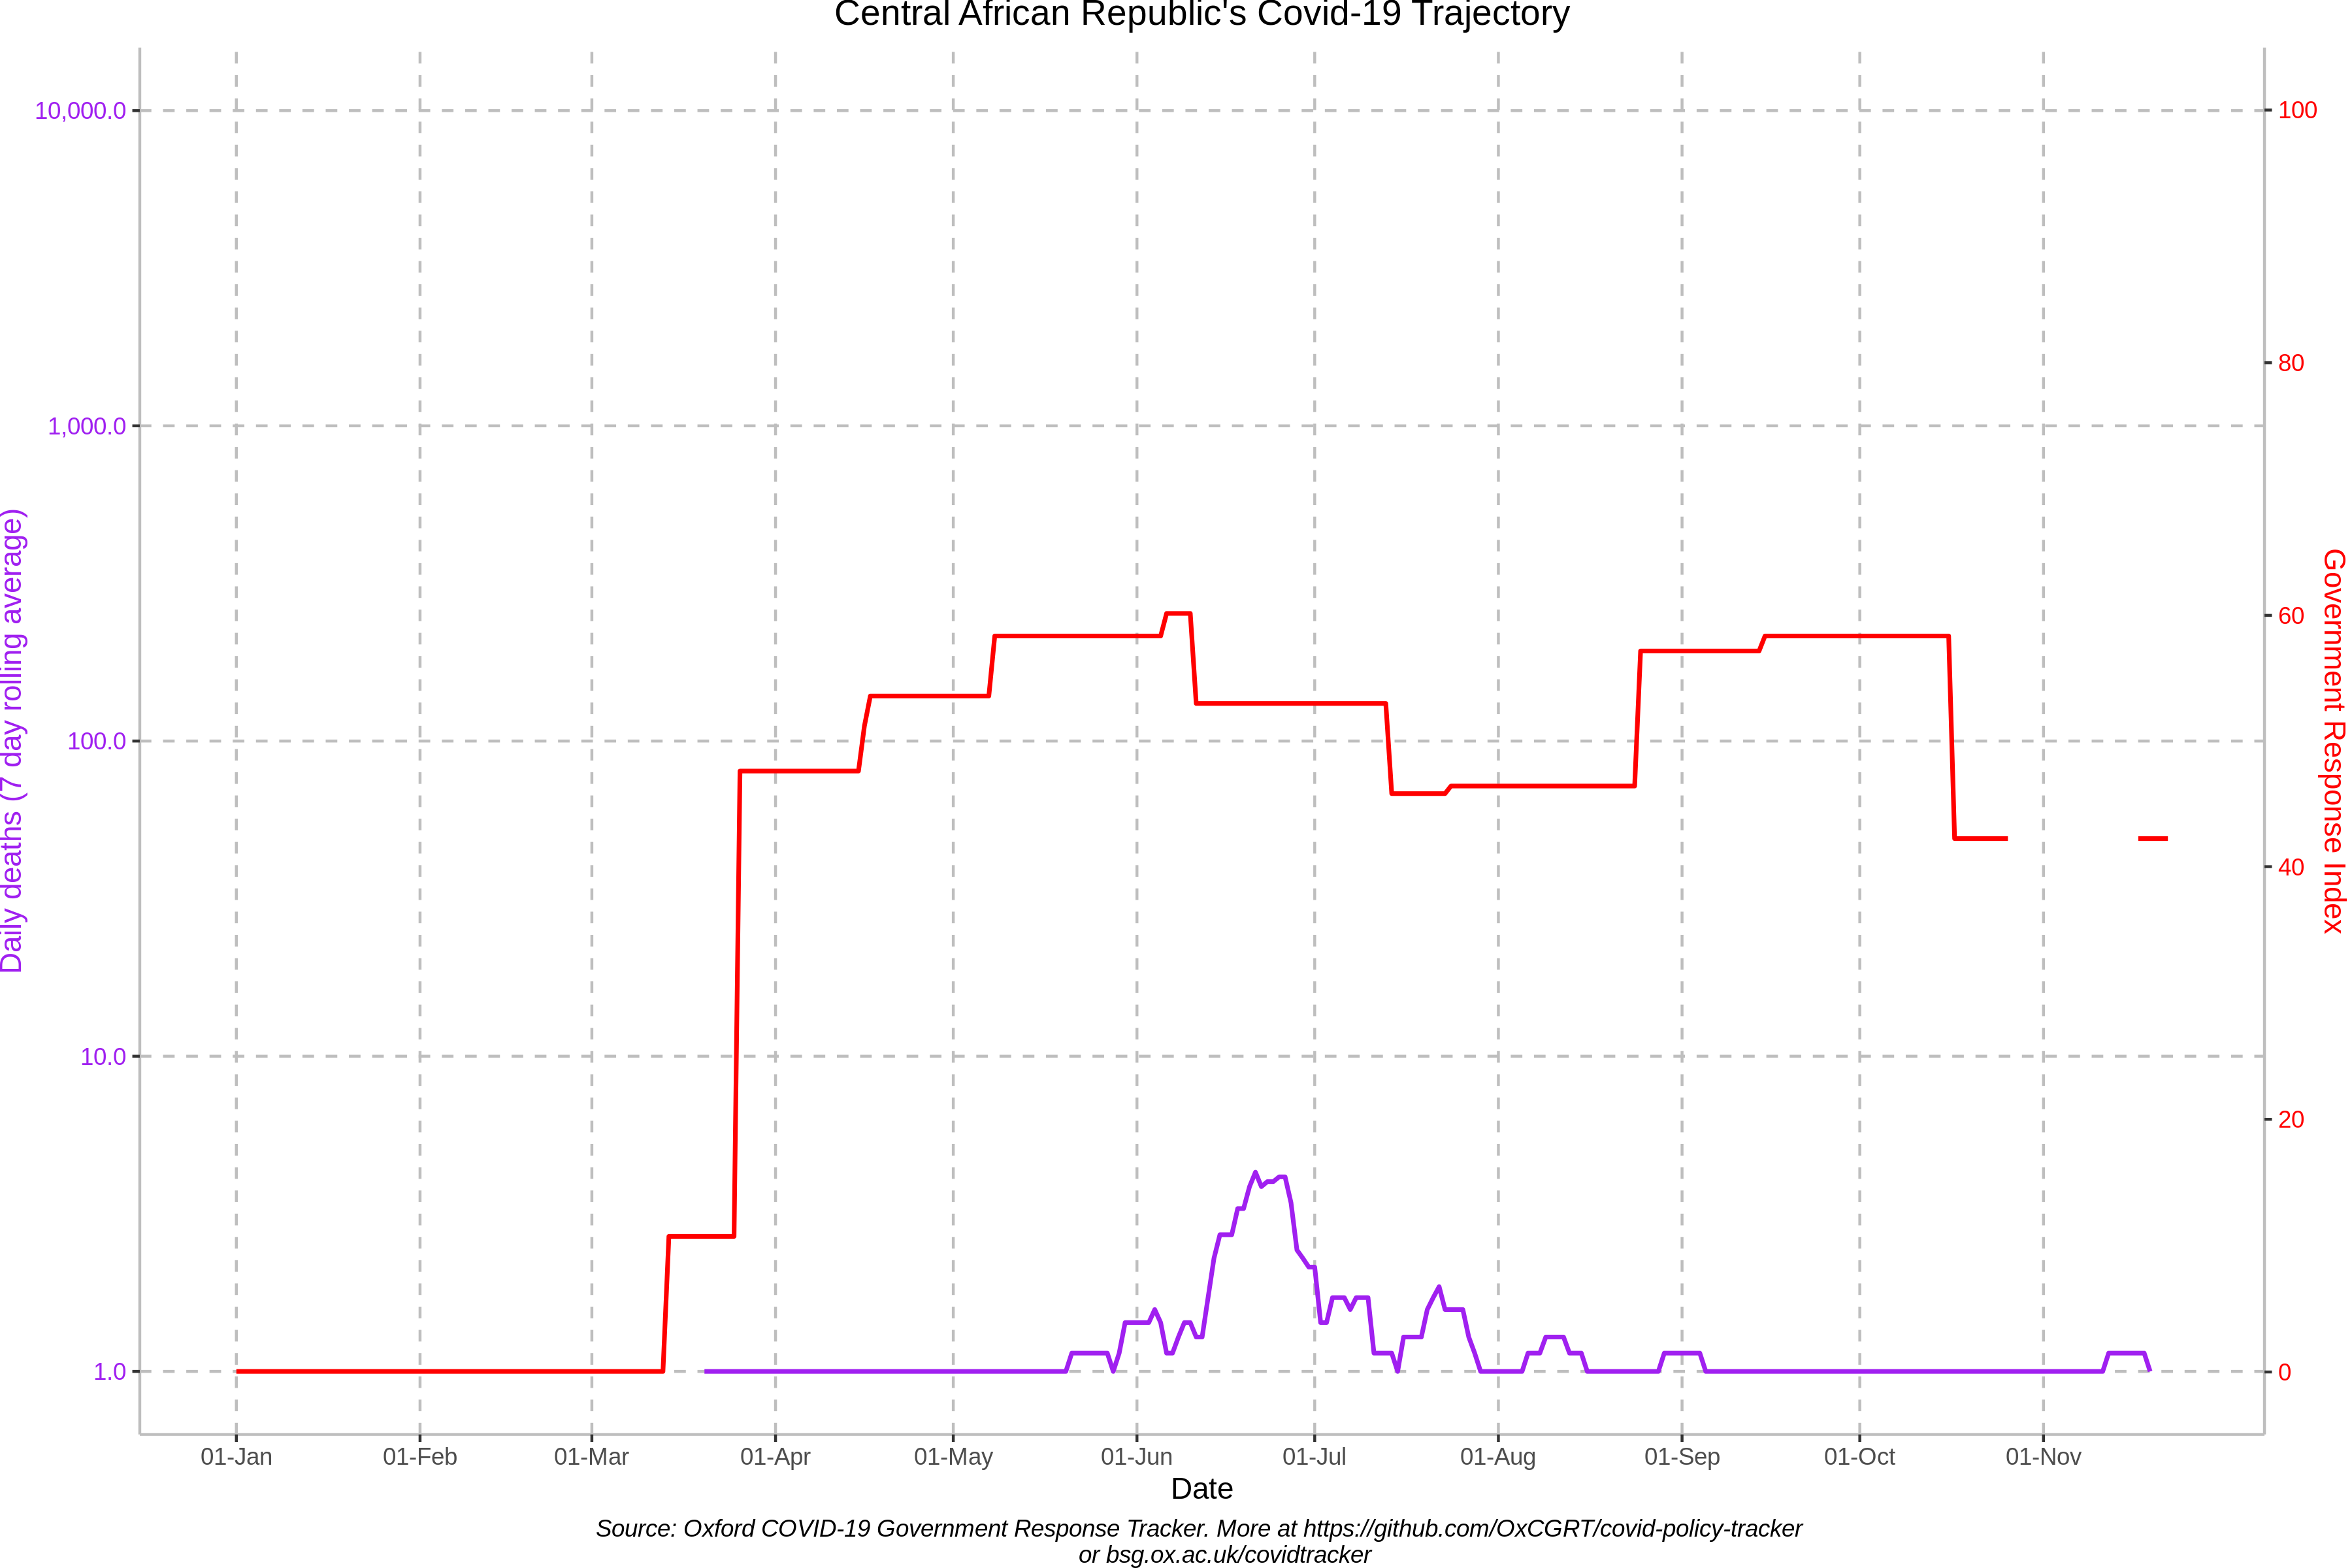 Central African Republic's Covid-19 Trajectory
10,000.0
1,000.0
100.0
10.0
1.0
Daily deaths (7 day rolling average)
100
80
60
40
20
0
Government Response Index
01-Jan
01-Feb
01-Mar
01-Apr
01-May
01-Jun
01-Jul
01-Aug
01-Sep
01-Oct
01-Nov
Date
Source: Oxford COVID-19 Government Response Tracker. More at https://github.com/OxCGRT/covid-policy-tracker
or bsg.ox.ac.uk/covidtracker